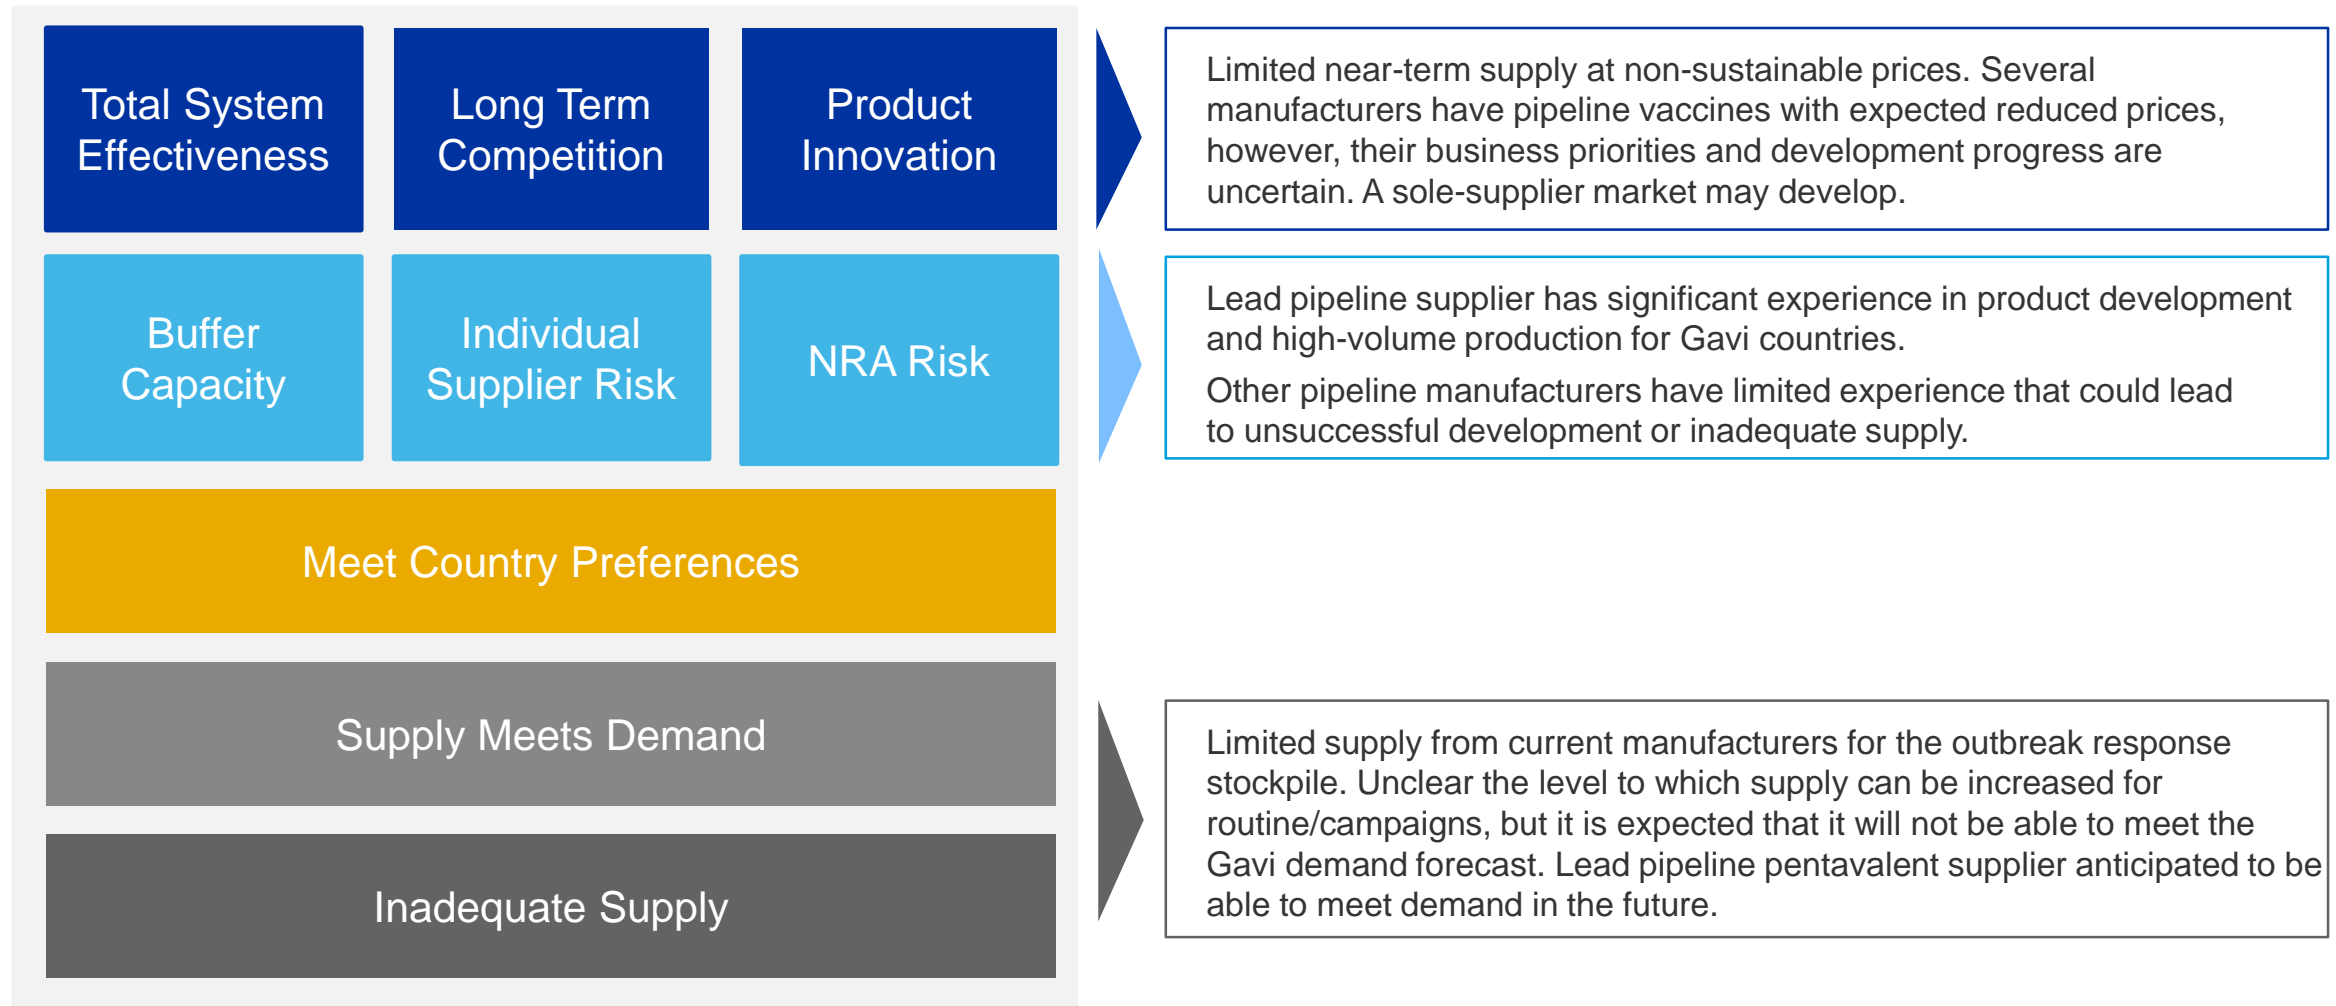 Total System
Effectiveness
Long Term
Competition
Product
Innovation
Limited near-term supply at non-sustainable prices. Several
manufacturers have pipeline vaccines with expected reduced prices,
however, their business priorities and development progress are
uncertain. A sole-supplier market may develop.
Buffer
Capacity
Individual
Supplier Risk
NRA Risk
Lead pipeline supplier has significant experience in product development
and high-volume production for Gavi countries.
Other pipeline manufacturers have limited experience that could lead
to unsuccessful development or inadequate supply.
Meet Country Preferences
Supply Meets Demand
Inadequate Supply
Limited supply from current manufacturers for the outbreak response
stockpile. Unclear the level to which supply can be increased for
routine/campaigns, but it is expected that it will not be able to meet the
Gavi demand forecast. Lead pipeline pentavalent supplier anticipated to be
able to meet demand in the future.